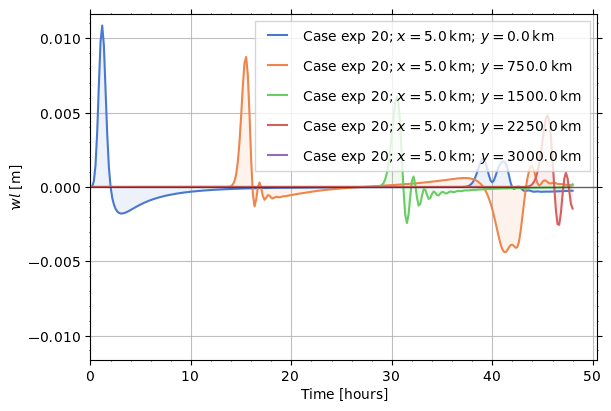 0.010
0.005
0.000
−0.005
−0.010
wl [m]
Case exp 20; x = 5.0 km; y = 0.0 km
Case exp 20; x = 5.0 km; y = 750.0 km
Case exp 20; x = 5.0 km; y = 1500.0 km
Case exp 20; x = 5.0 km; y = 2250.0 km
Case exp 20; x = 5.0 km; y = 3000.0 km
0 10 20 30 40 50
Time [hours]